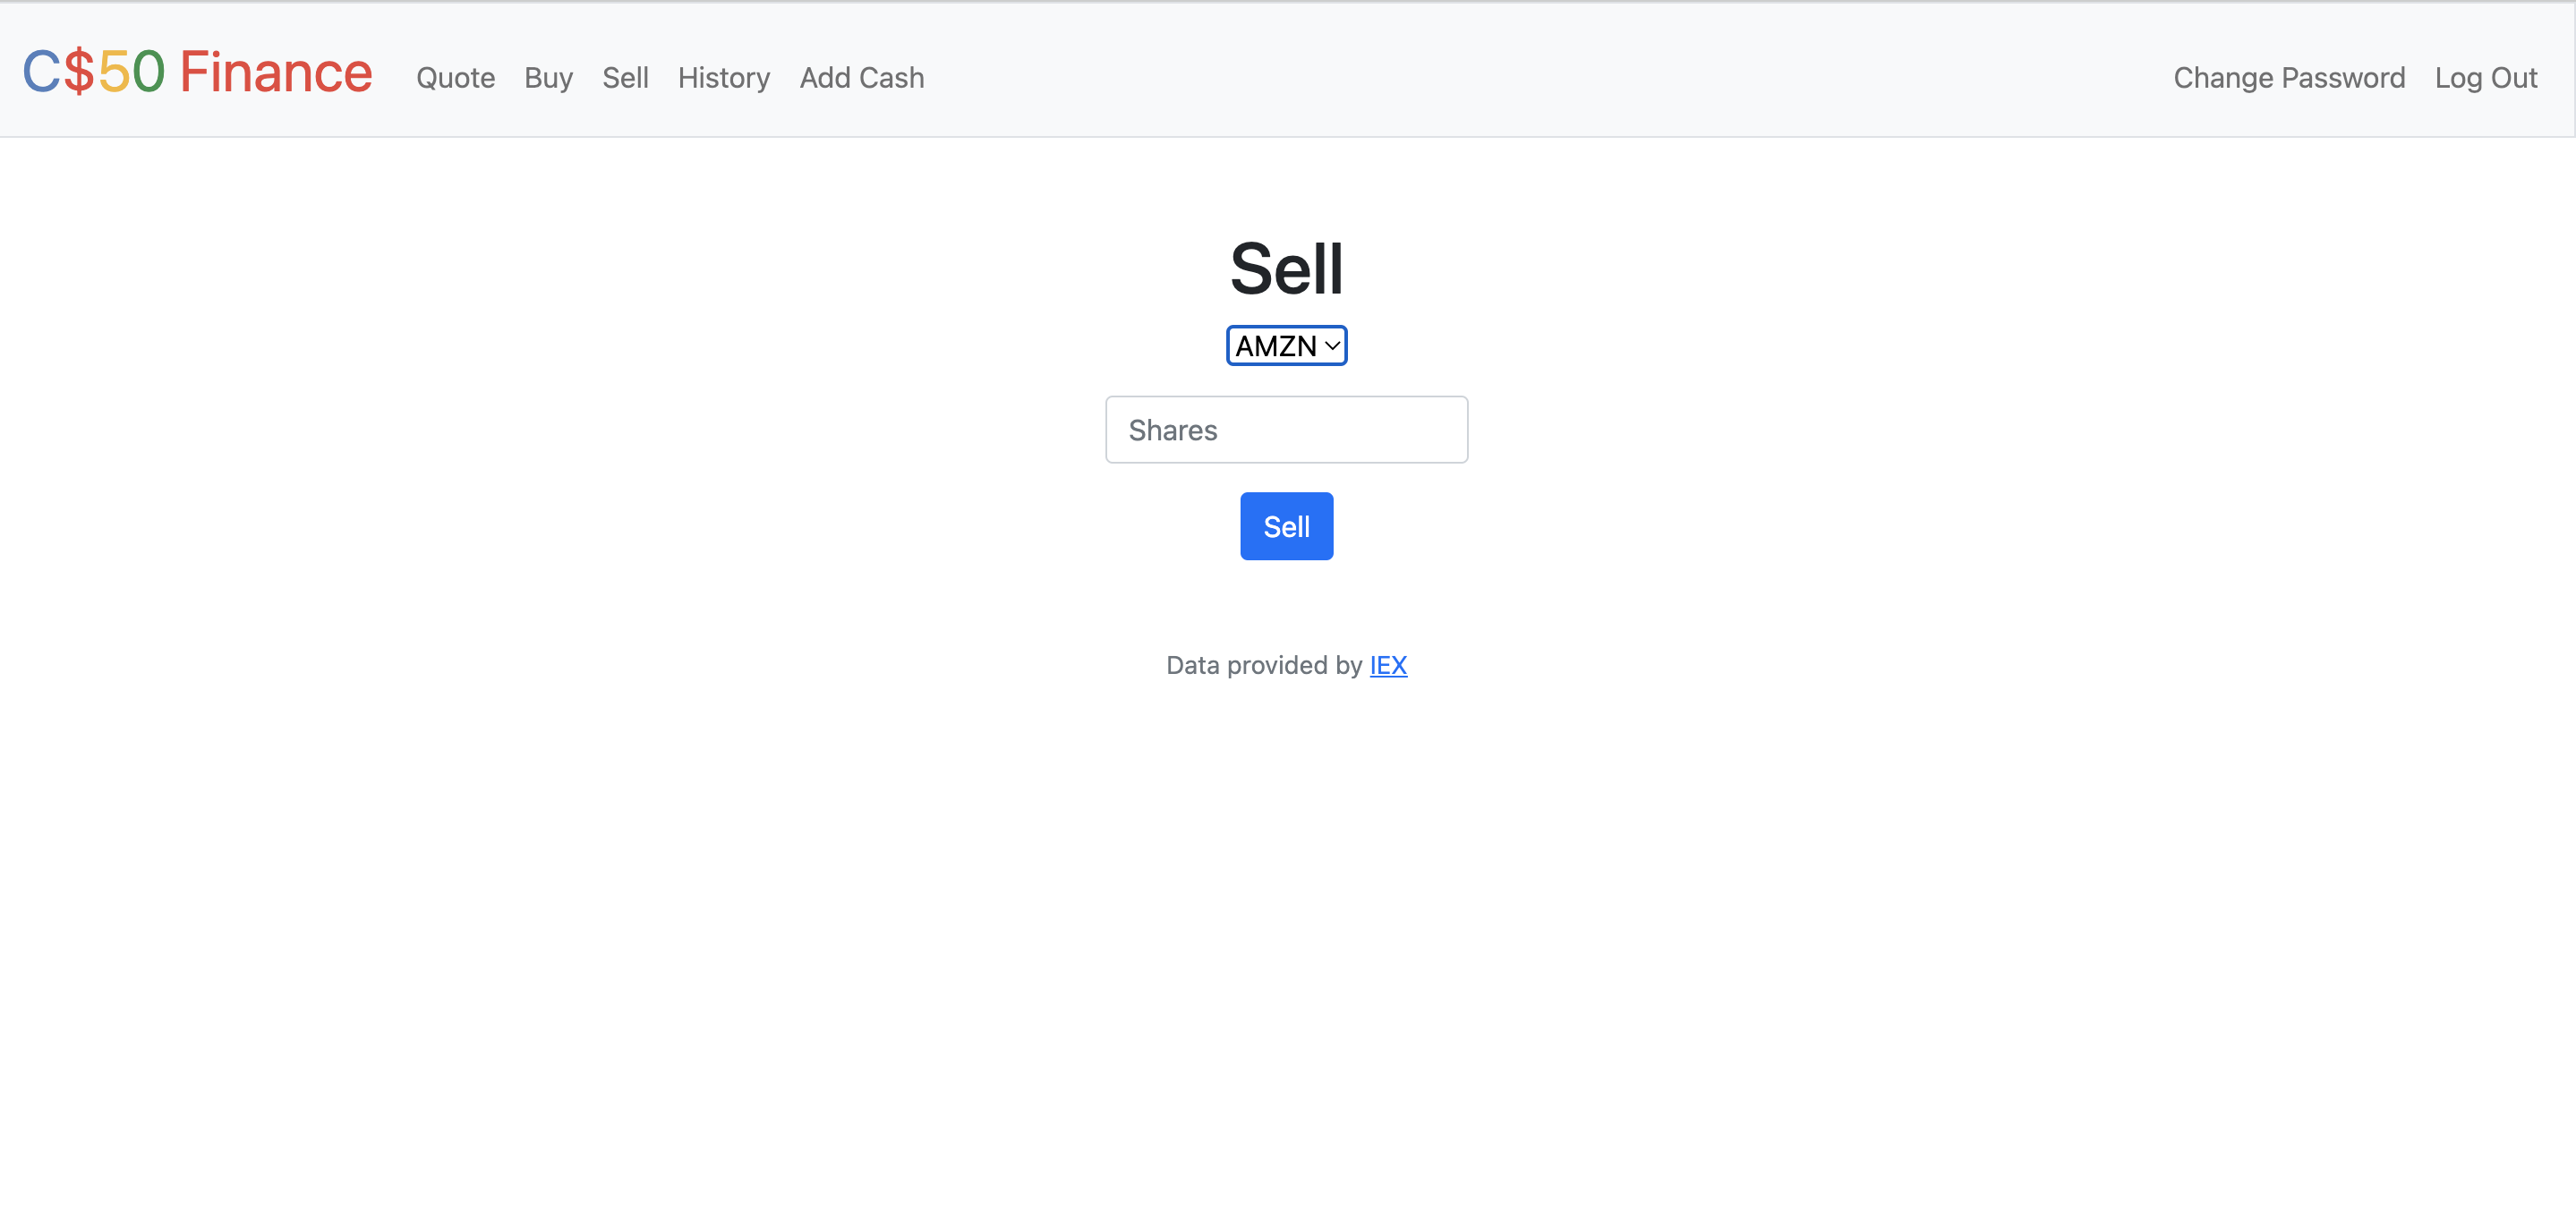 C$50 Finance Quote Buy Sell History Add Cash Change Password Log Out
Sell
AMZN
Shares
Sell
Data provided by IEX